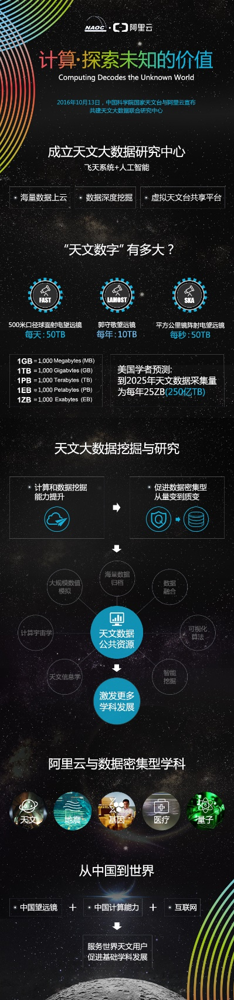 NAOC · 阿里云
计算·探索未知的价值
Computing Decodes the Unknown World
2016年10月13日，中国科学院国家天文台与阿里云宣布
共建天文大数据联合研究中心
成立天文大数据研究中心
飞天系统+人工智能
海量数据上云
数据深度挖掘
虚拟天文台共享平台
“天文数字”有多大？
FAST
LAMOST
SKA
500米口径球面射电望远镜
郭守敬望远镜
平方公里镜阵射电望远镜
每天：50TB
每年：10TB
每秒：50TB
1GB = 1,000 Megabytes (MB)
1TB = 1,000 Gigabytes (GB)
1PB = 1,000 Terabytes (TB)
1EB = 1,000 Petabytes (PB)
1ZB = 1,000 Exabytes (EB)
美国学者预测:
到2025年天文数据采集量
为每年25ZB(250亿TB)
天文大数据挖掘与研究
计算和数据挖掘
能力提升
促进数据密集型
从量变到质变
海量数据
归档
大规模数值
模拟
数据
融合
计算宇宙学
天文数据
公共资源
可视化
算法
天文信息学
智能
挖掘
激发更多
学科发展
阿里云与数据密集型学科
天文
地震
基因
医疗
量子
从中国到世界
中国望远镜
+
中国计算能力
+
互联网
服务世界天文用户
促进基础学科发展